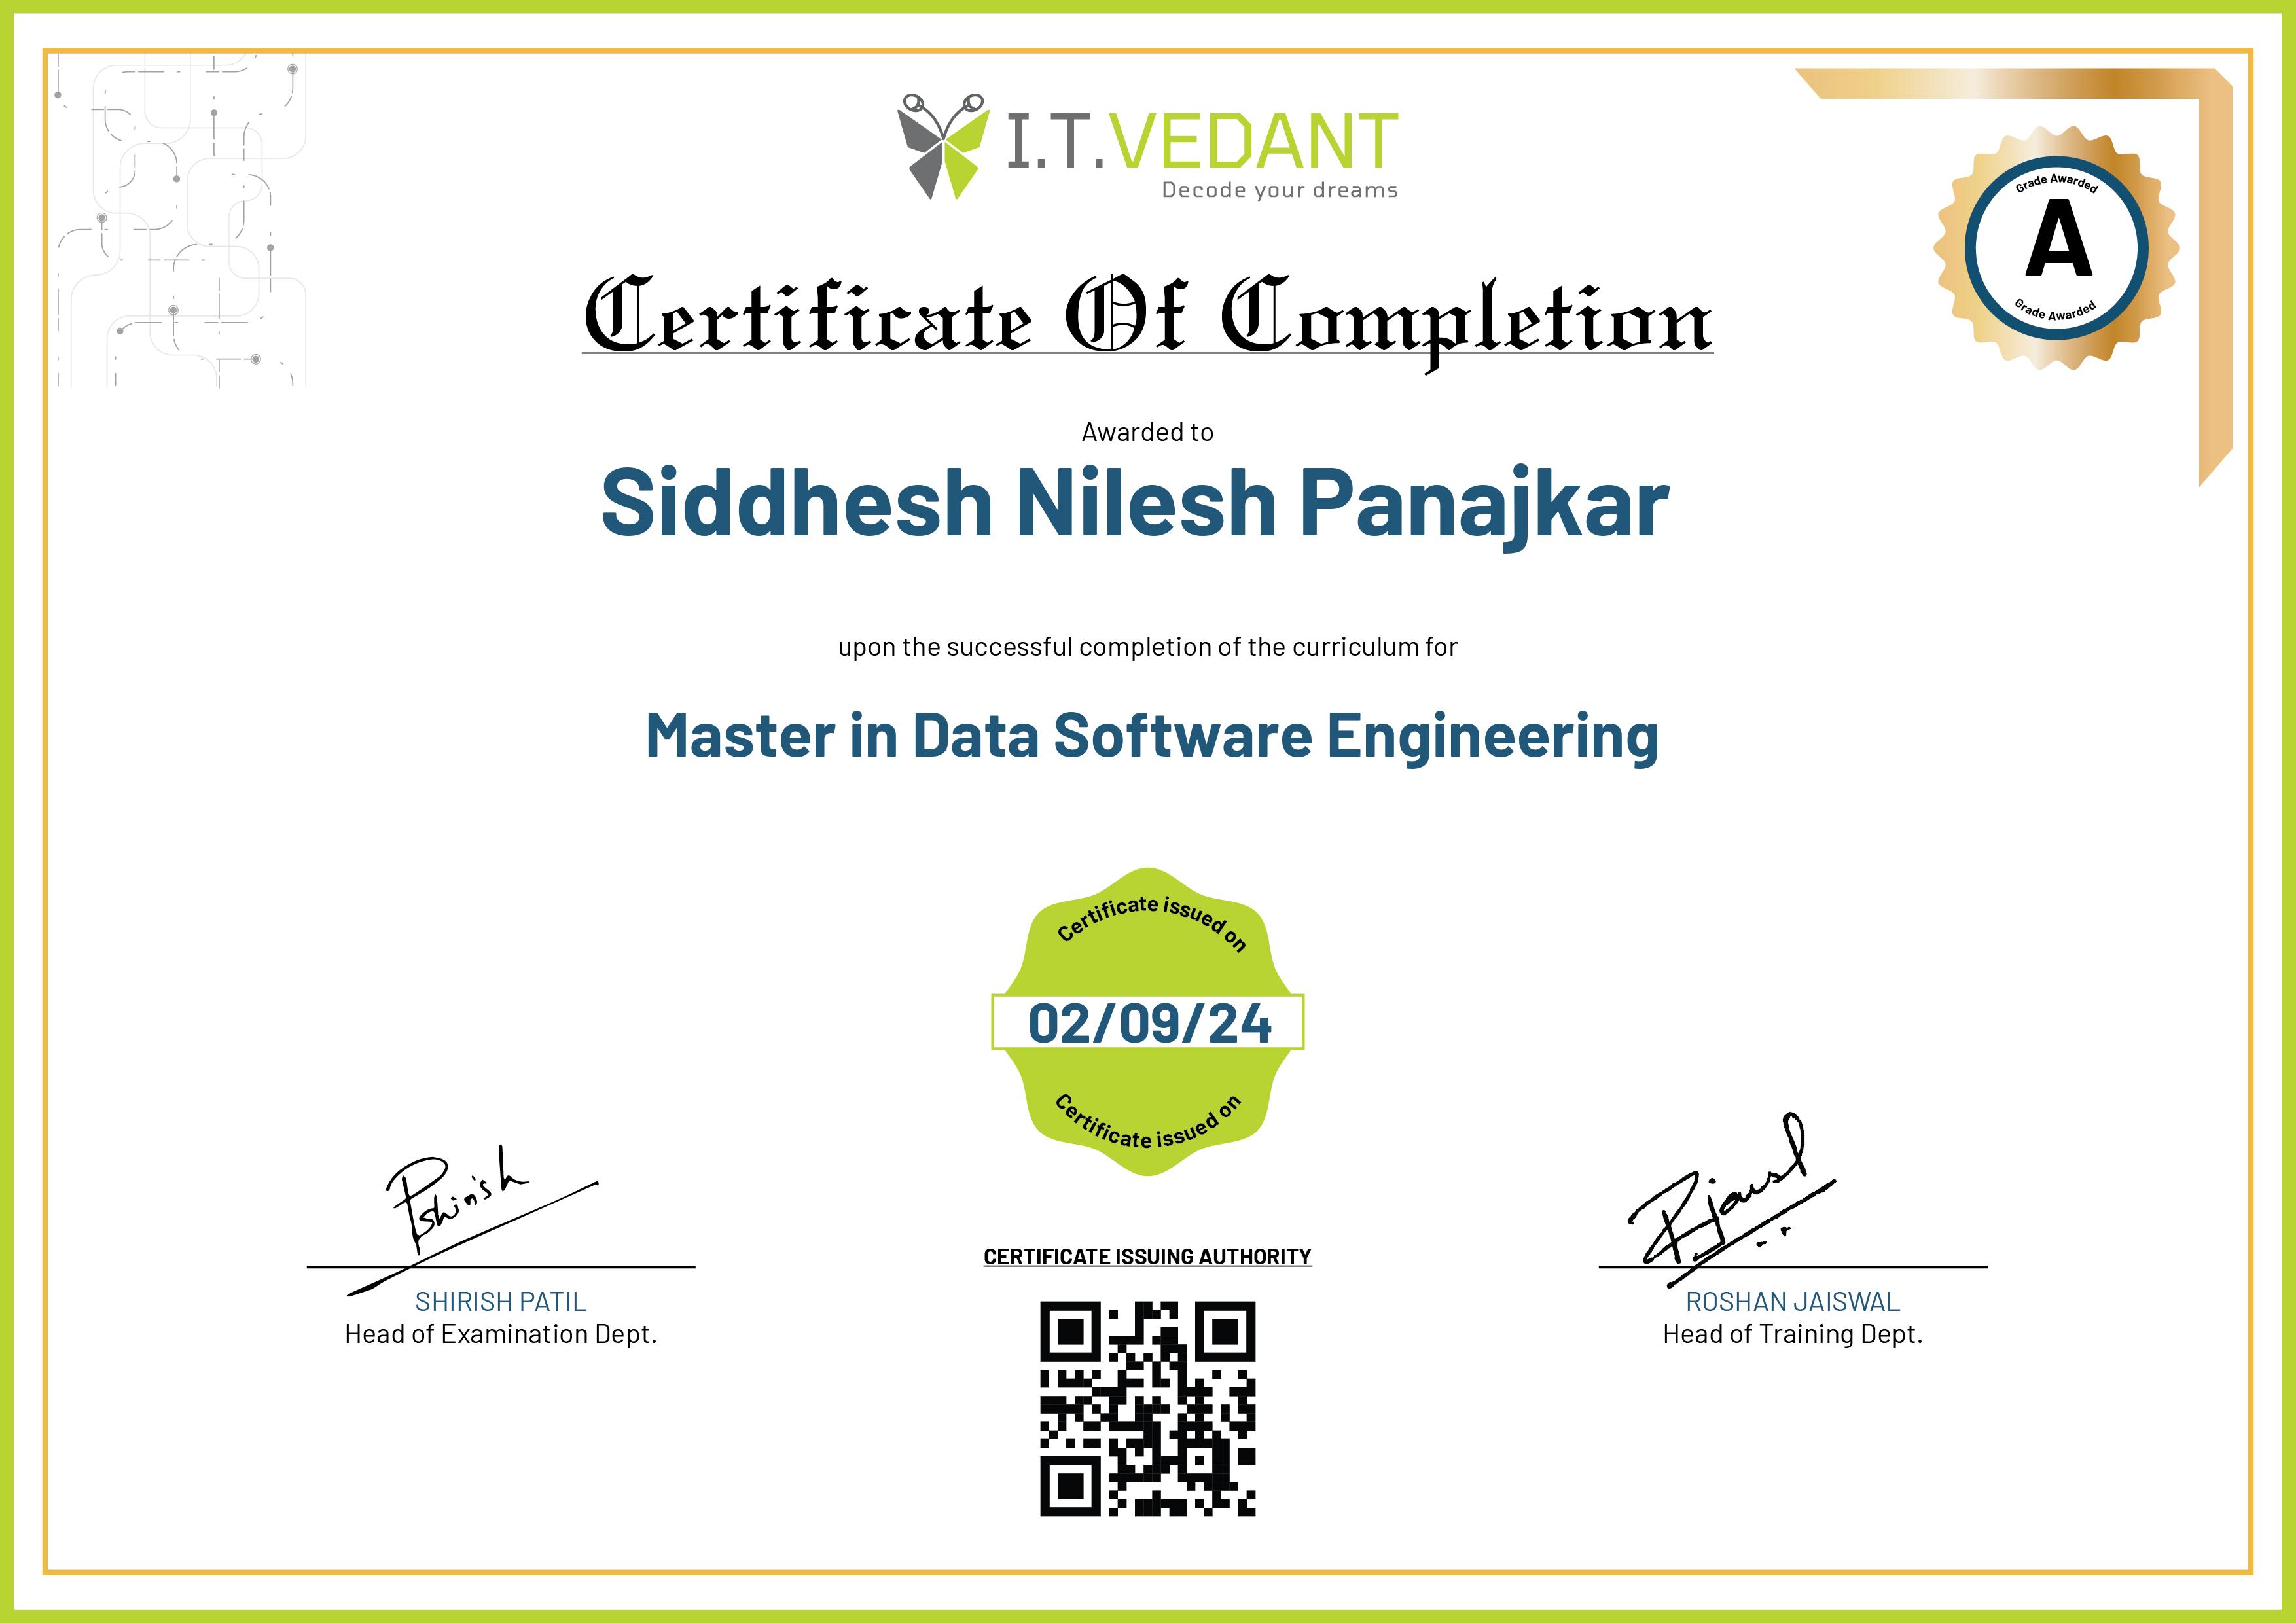 I.T.VEDANT
Decode your dreams
Grade Awarded
A
Grade Awarded
Certificate Of Completion
Awarded to
Siddhesh Nilesh Panajkar
upon the successful completion of the curriculum for
Master in Data Software Engineering
Certificate issued on
02/09/24
Certificate issued on
Pshirish
Rjaiswal
CERTIFICATE ISSUING AUTHORITY
SHIRISH PATIL
Head of Examination Dept.
ROSHAN JAISWAL
Head of Training Dept.